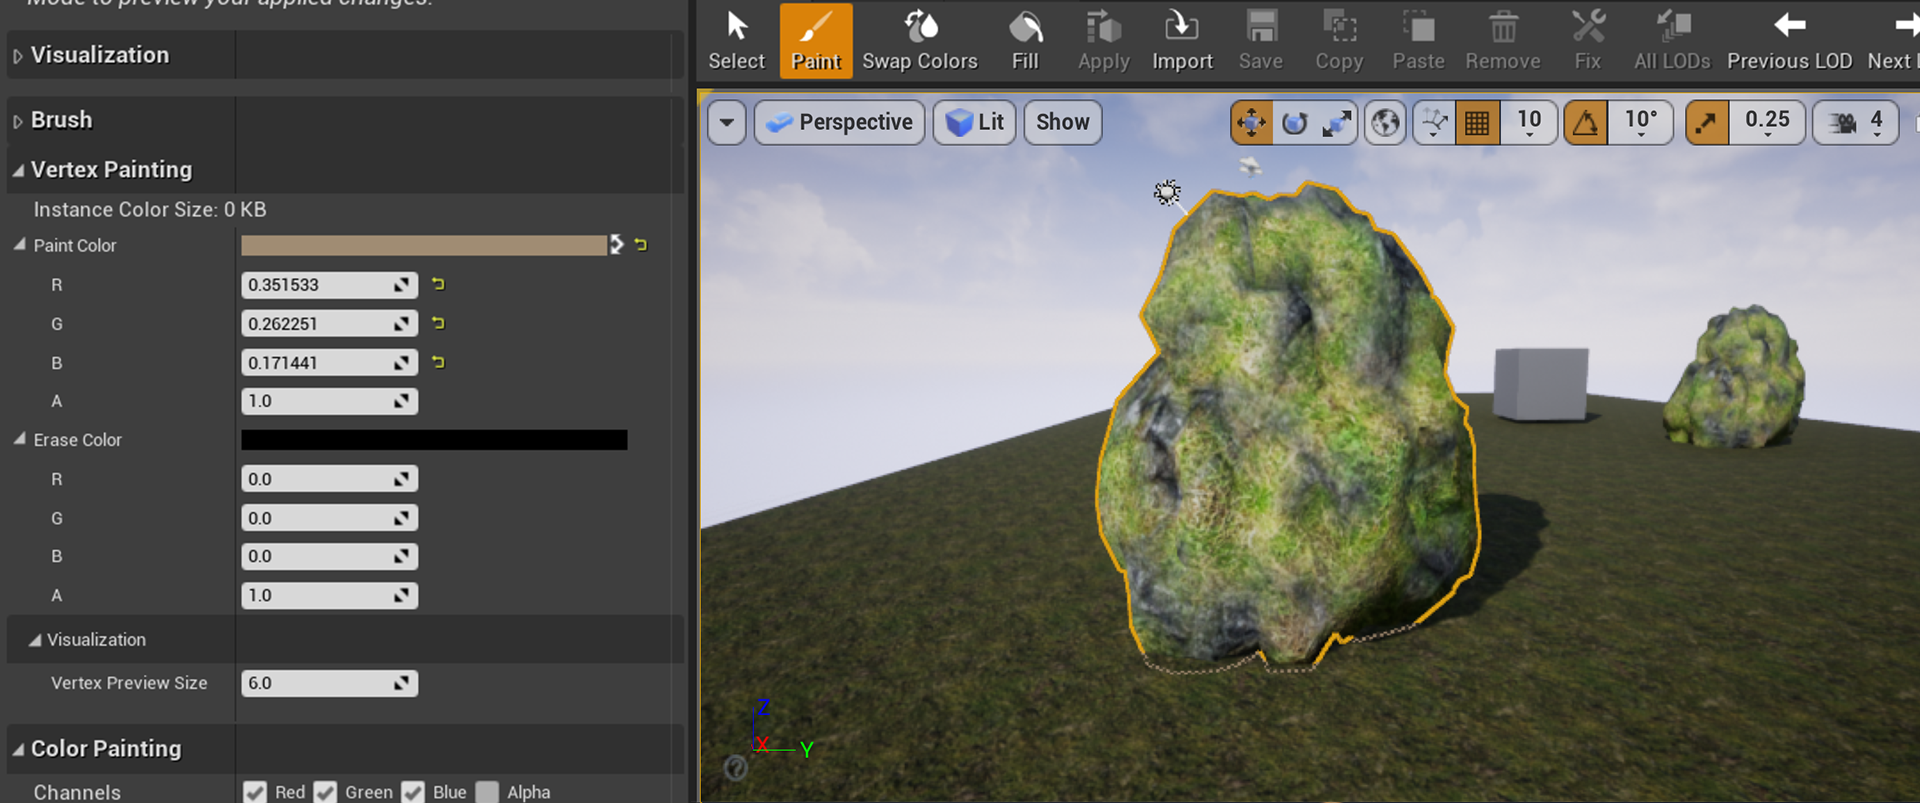 Mode to preview your applied changes.
Visualization
Brush
Vertex Painting
Instance Color Size: 0 KB
Paint Color
R 0.351533
G 0.262251
B 0.171441
A 1.0
Erase Color
R 0.0
G 0.0
B 0.0
A 1.0
Visualization
Vertex Preview Size 6.0
Color Painting
Channels Red Green Blue Alpha
Select Paint Swap Colors Fill Apply Import Save Copy Paste Remove Fix All LODs Previous LOD Next
Perspective Lit Show 10 10° 0.25 4
Z
X Y
?